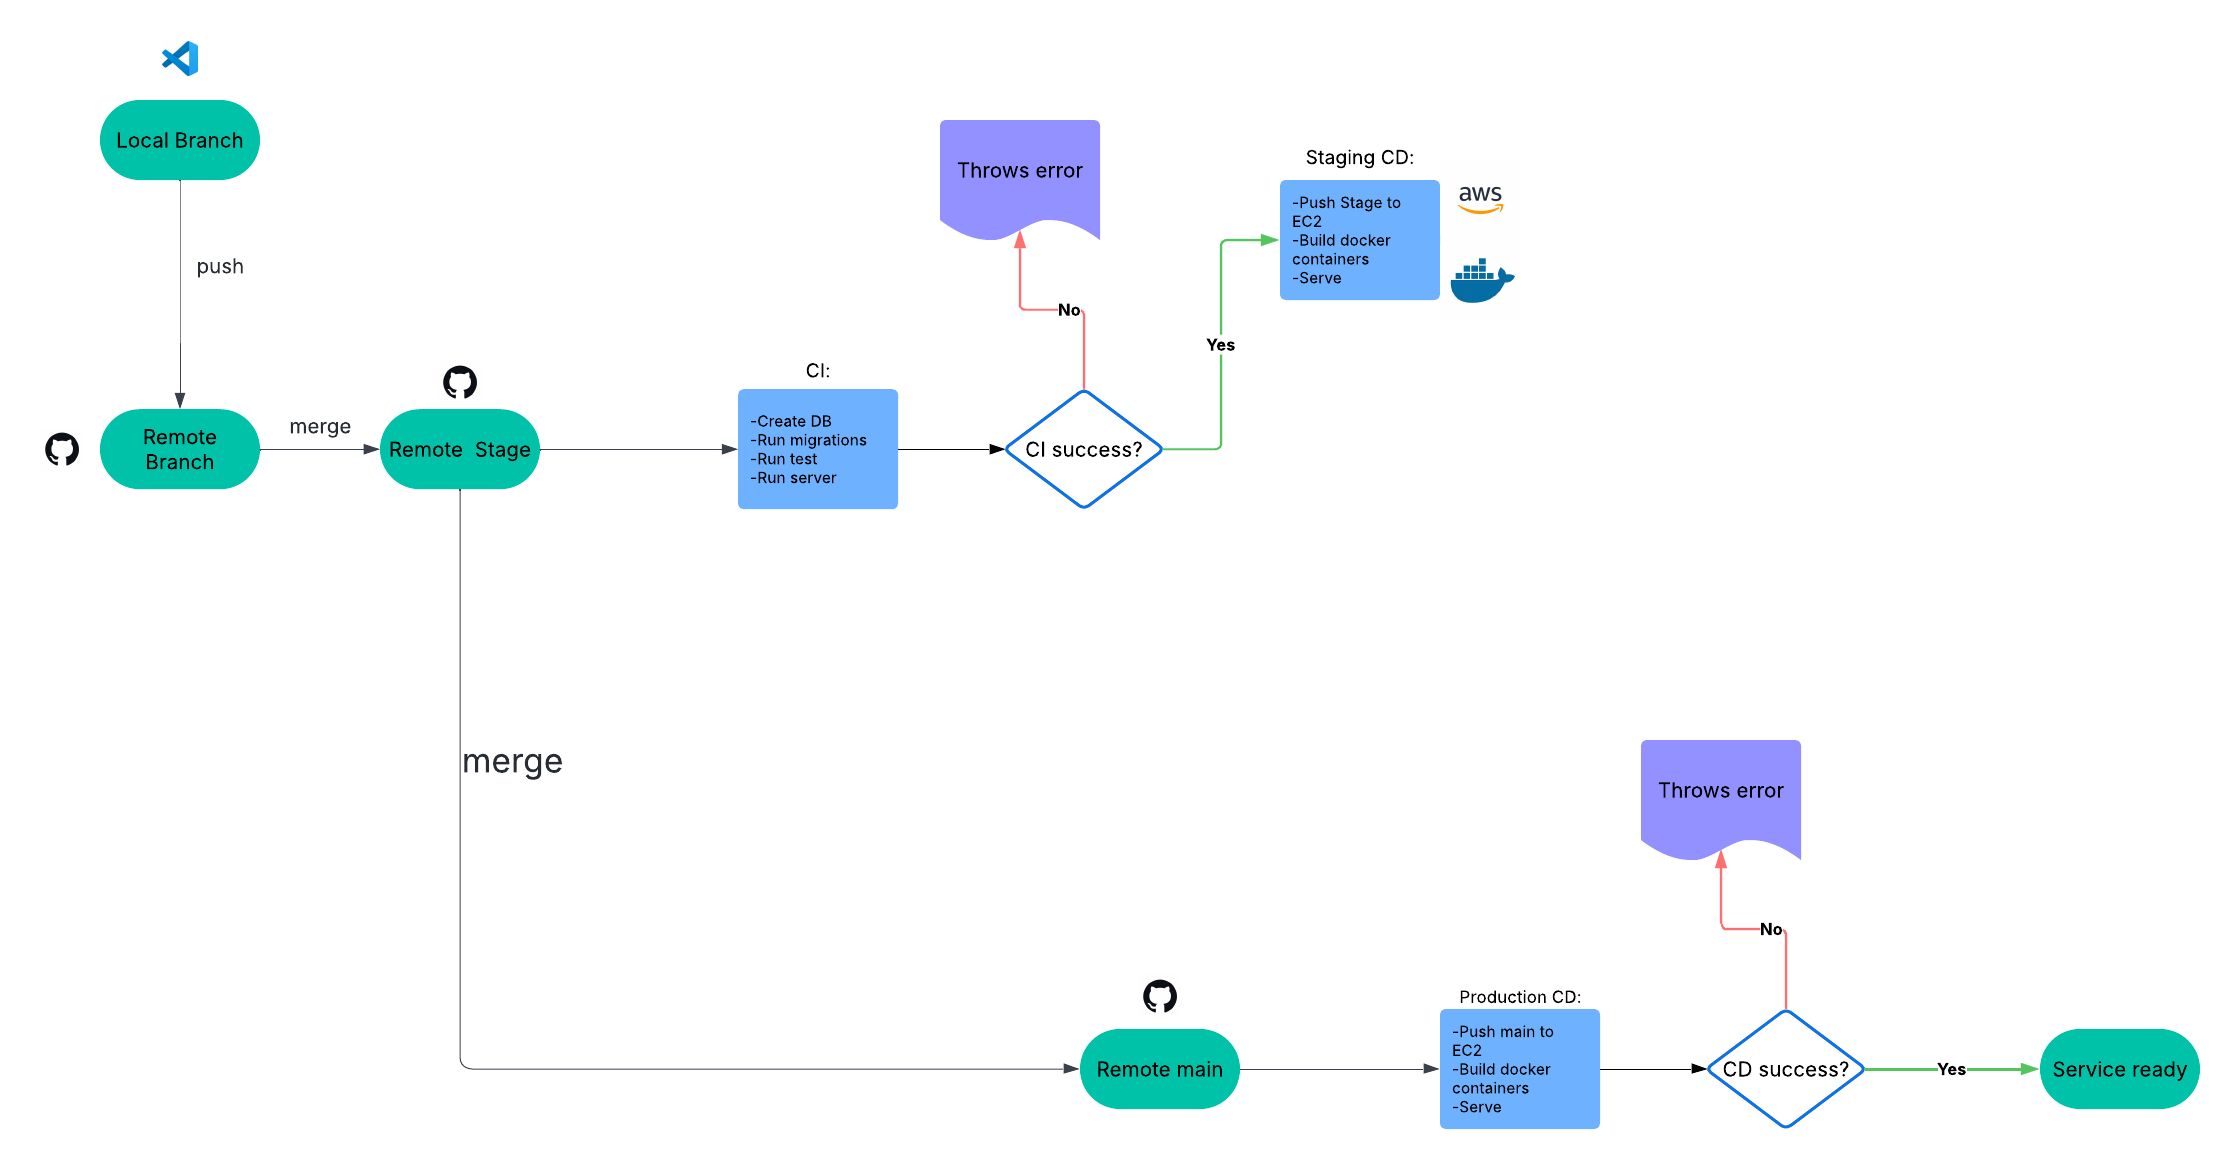 Local Branch
push
Remote
Branch
merge
Remote  Stage
CI:
-Create DB
-Run migrations
-Run test
-Run server
CI success?
No
Throws error
Yes
Staging CD:
-Push Stage to
EC2
-Build docker
containers
-Serve
aws
merge
Remote main
Production CD:
-Push main to
EC2
-Build docker
containers
-Serve
CD success?
No
Throws error
Yes
Service ready